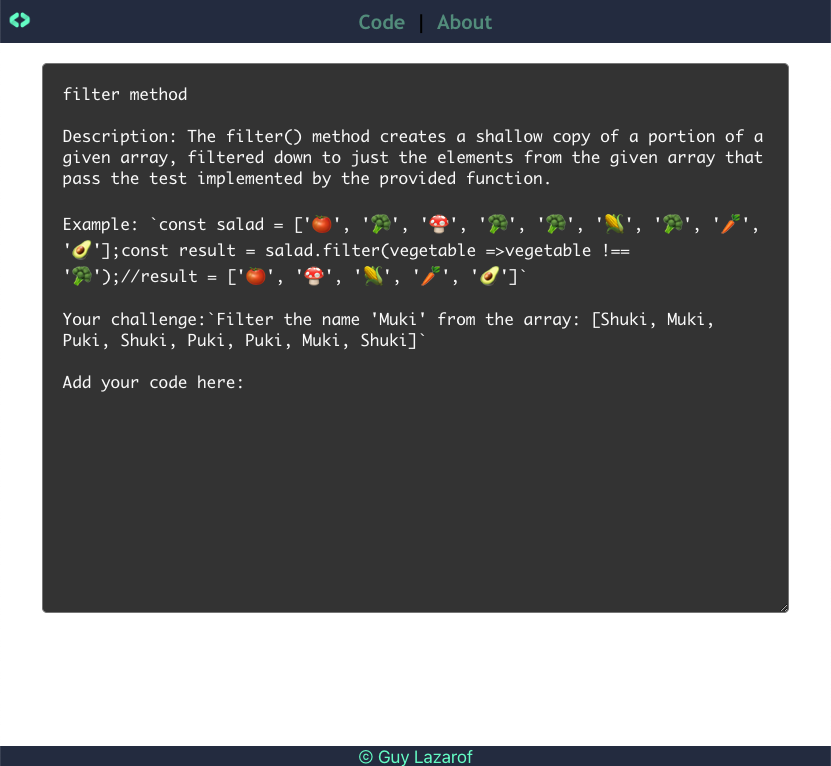 Code | About
filter method
Description: The filter() method creates a shallow copy of a portion of a
given array, filtered down to just the elements from the given array that
pass the test implemented by the provided function.
Example: `const salad = ['🍅', '🥦', '🍄', '🥦', '🥦', '🌽', '🥦', '🥕',
'🥑'];const result = salad.filter(vegetable =>vegetable !==
'🥦');//result = ['🍅', '🍄', '🌽', '🥕', '🥑']`
Your challenge:`Filter the name 'Muki' from the array: [Shuki, Muki,
Puki, Shuki, Puki, Puki, Muki, Shuki]`
Add your code here:
© Guy Lazarof